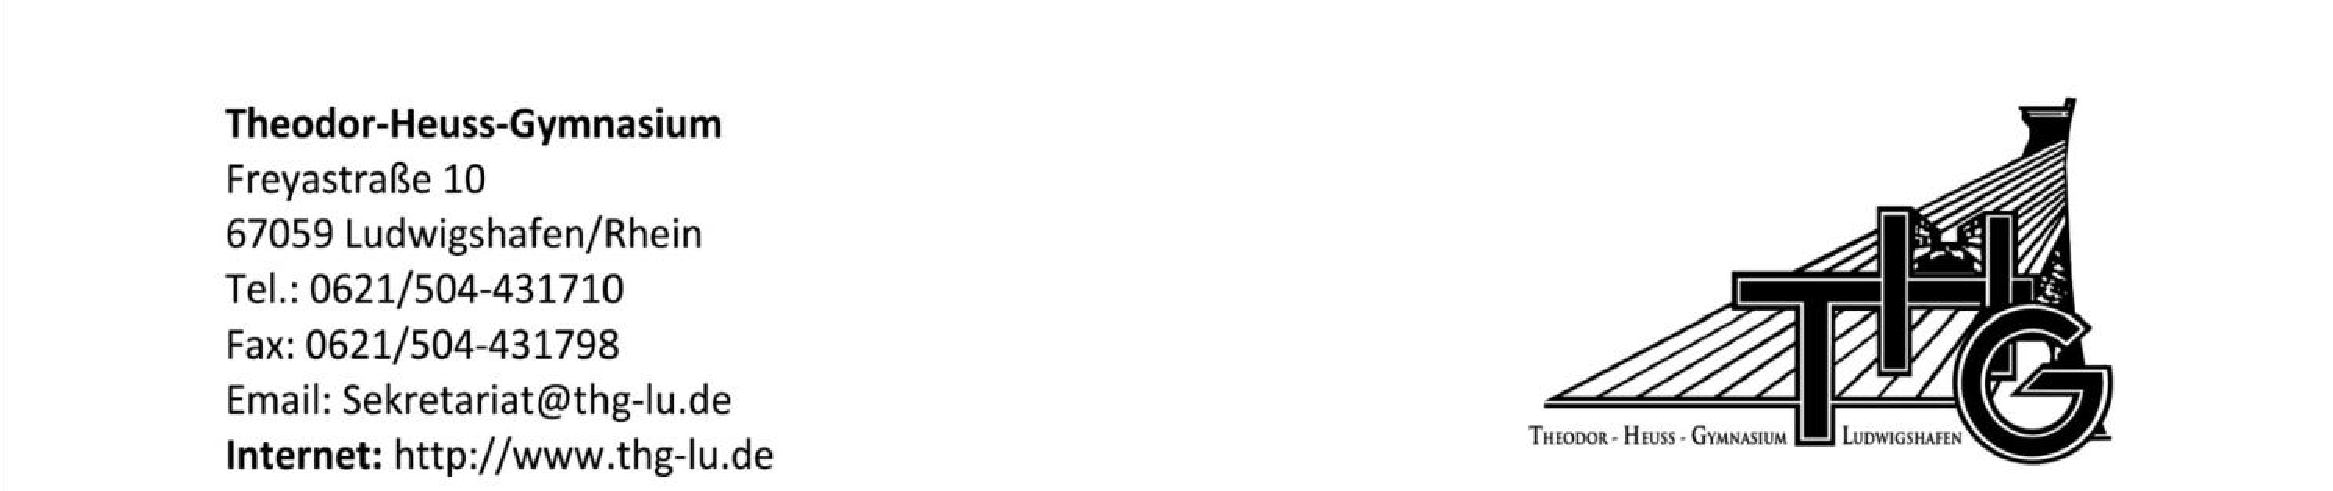 Theodor-Heuss-Gymnasium
Freyastraße 10
67059 Ludwigshafen/Rhein
Tel.: 0621/504-431710
Fax: 0621/504-431798
Email: Sekretariat@thg-lu.de
Internet: http://www.thg-lu.de
THG
THEODOR - HEUSS - GYMNASIUM LUDWIGSHAFEN